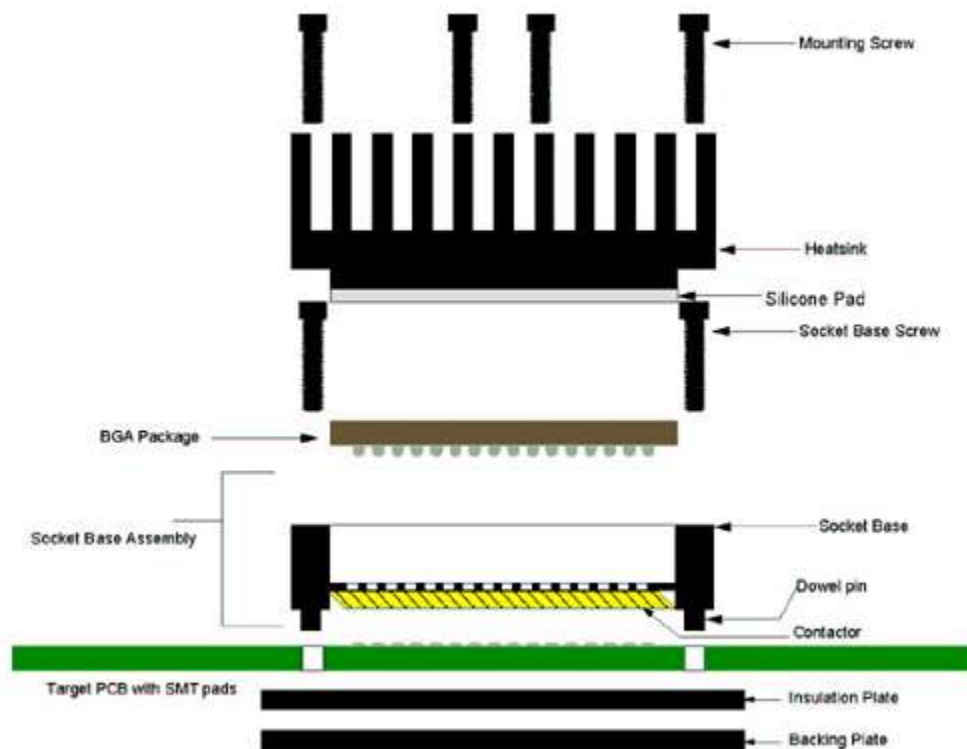 Mounting Screw
Heatsink
Silicone Pad
Socket Base Screw
BGA Package
Socket Base
Socket Base Assembly
Dowel pin
Contactor
Target PCB with SMT pads
Insulation Plate
Backing Plate